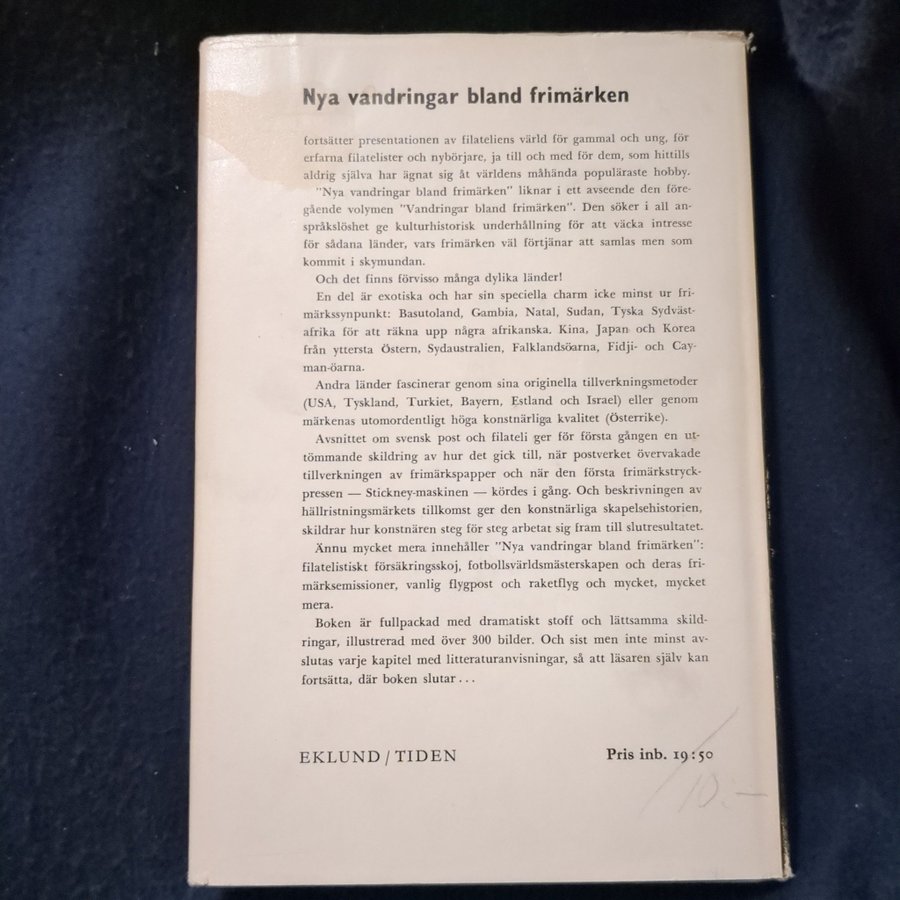 Nya vandringar bland frimärken
fortsätter presentationen av filateliens värld för gammal och ung, för
erfarna filatelister och nybörjare, ja till och med för dem, som hittills
aldrig själva har ägnat sig åt världens måhända populäraste hobby.
"Nya vandringar bland frimärken" liknar i ett avseende den före-
gående volymen "Vandringar bland frimärken". Den söker i all an-
språkslöshet ge kulturhistorisk underhållning för att väcka intresse
för sådana länder, vars frimärken väl förtjänar att samlas men som
kommit i skymundan.
Och det finns förvisso många dylika länder!
En del är exotiska och har sin speciella charm icke minst ur fri-
märkssynpunkt: Basutoland, Gambia, Natal, Sudan, Tyska Sydväst-
afrika för att räkna upp några afrikanska. Kina, Japan och Korea
från yttersta Östern, Sydaustralien, Falklandsöarna, Fidji- och Cay-
man-öarna.
Andra länder fascinerar genom sina originella tillverkningsmetoder
(USA, Tyskland, Turkiet, Bayern, Estland och Israel) eller genom
märkenas utomordentligt höga konstnärliga kvalitet (Österrike).
Avsnittet om svensk post och filateli ger för första gången en ut-
tömmande skildring av hur det gick till, när postverket övervakade
tillverkningen av frimärkspapper och när den första frimärkstryck-
pressen — Stickney-maskinen — kördes i gång. Och beskrivningen av
hällristningsmärkets tillkomst ger den konstnärliga skapelsehistorien,
skildrar hur konstnären steg för steg arbetat sig fram till slutresultatet.
Ännu mycket mera innehåller "Nya vandringar bland frimärken":
filatelistiskt försäkringsskoj, fotbollsvärldsmästerskapen och deras fri-
märksemissioner, vanlig flygpost och raketflyg och mycket, mycket
mera.
Boken är fullpackad med dramatiskt stoff och lättsamma skild-
ringar, illustrerad med över 300 bilder. Och sist men inte minst av-
slutas varje kapitel med litteraturanvisningar, så att läsaren själv kan
fortsätta, där boken slutar...
EKLUND/TIDEN Pris inb. 19:50
10:-